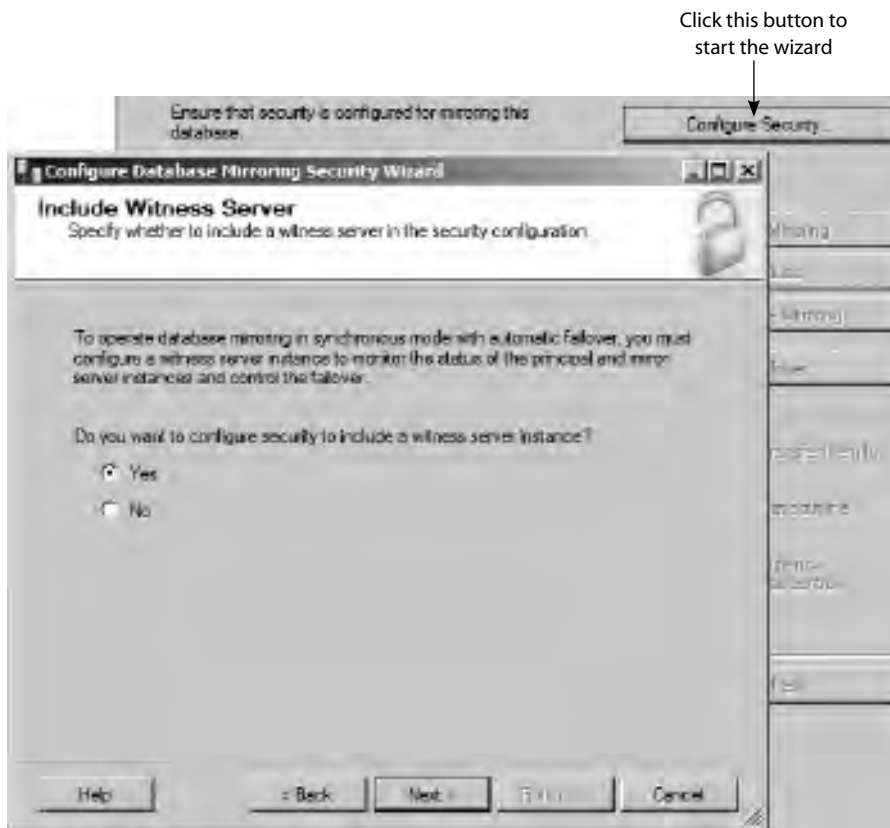 Click this button to
start the wizard
Ensure that security is configured for mirroring this
database.
Configure Security...
Configure Database Mirroring Security Wizard
Include Witness Server
Specify whether to include a witness server in the security configuration.
To operate database mirroring in synchronous mode with automatic failover, you must
configure a witness server instance to monitor the status of the principal and mirror
server instances and control the failover.
Do you want to configure security to include a witness server instance?
Yes
No
Help
< Back
Next >
Cancel